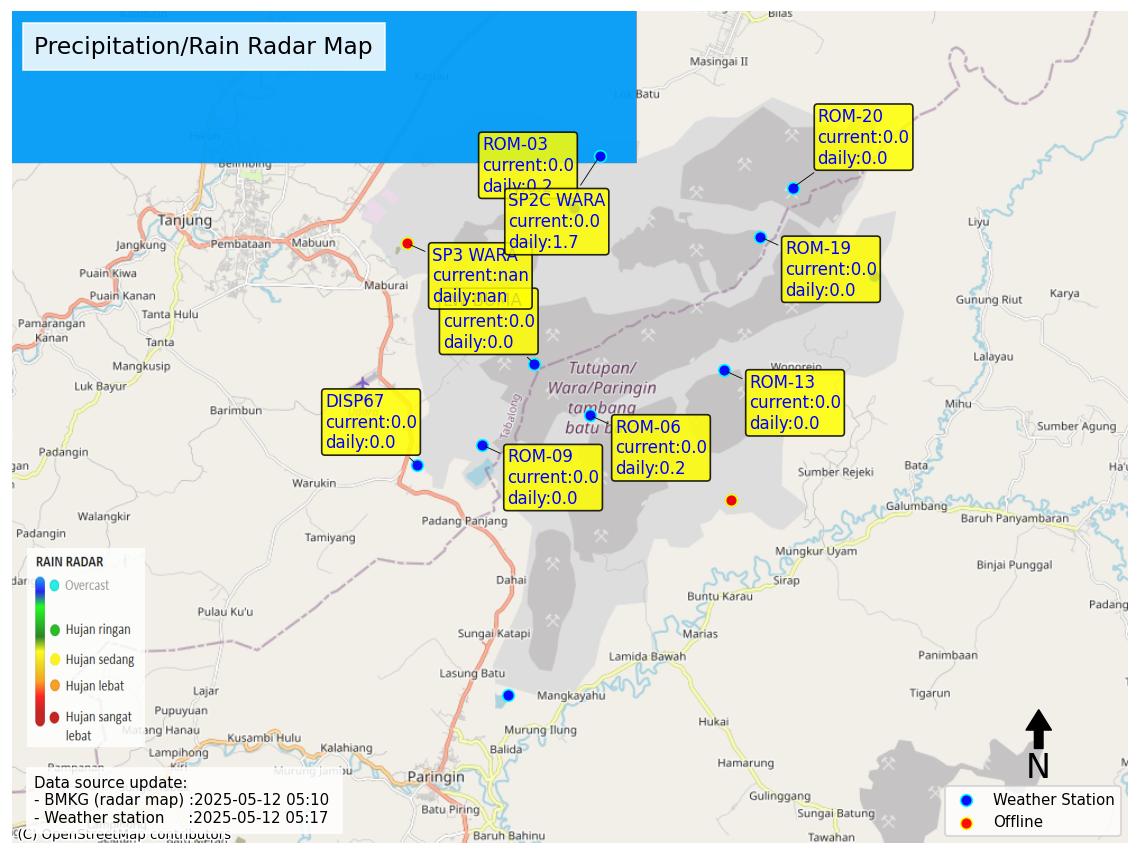 Precipitation/Rain Radar Map
Bilas
Masingai II
Batu
Belimbing
ROM-03
current:0.0
daily:0.2
ROM-20
current:0.0
daily:0.0
SP2C WARA
current:0.0
daily:1.7
Tanjung
Jangkung
Pembataan
Mabuun
Liyu
SP3 WARA
current:nan
daily:nan
ROM-19
current:0.0
daily:0.0
Puain Kiwa
Maburai
Puain Kanan
Gunung Riut
Karya
current:0.0
daily:0.0
Tanta Hulu
Pamarangan
Kanan
Tanta
Mangkusip
Lalayau
Luk Bayur
Tutupan/
Wara/Paringin
tambang
batu
Wonorejo
ROM-13
current:0.0
daily:0.0
DISP67
current:0.0
daily:0.0
Tabalong
Barimbun
Mihu
ROM-06
current:0.0
daily:0.2
Sumber Agung
Padangin
ROM-09
current:0.0
daily:0.0
Warukin
Sumber Rejeki
Bata
Galumbang
Baruh Panyambaran
Walangkir
Padang Panjang
Padangin
Tamiyang
Mungkur Uyam
Binjai Punggal
Dahai
Sirap
Buntu Karau
Padang
RAIN RADAR
Overcast
Hujan ringan
Hujan sedang
Hujan lebat
Hujan sangat
lebat
Pulau Ku'u
Sungai Katapi
Marias
Lamida Bawah
Panimbaan
Lasung Batu
Lajar
Mangkayahu
Tigarun
Pupuyuan
Matang Hanau
Murung Ilung
Hukai
Kusambi Hulu
Lampihong
Kalahiang
Balida
Hamarung
Murung Jambu
Paringin
N
Gulinggang
Batu Piring
Sungai Batung
Baruh Bahinu
Tawahan
Data source update:
- BMKG (radar map) :2025-05-12 05:10
- Weather station :2025-05-12 05:17
(C) OpenStreetMap contributors
Weather Station
Offline